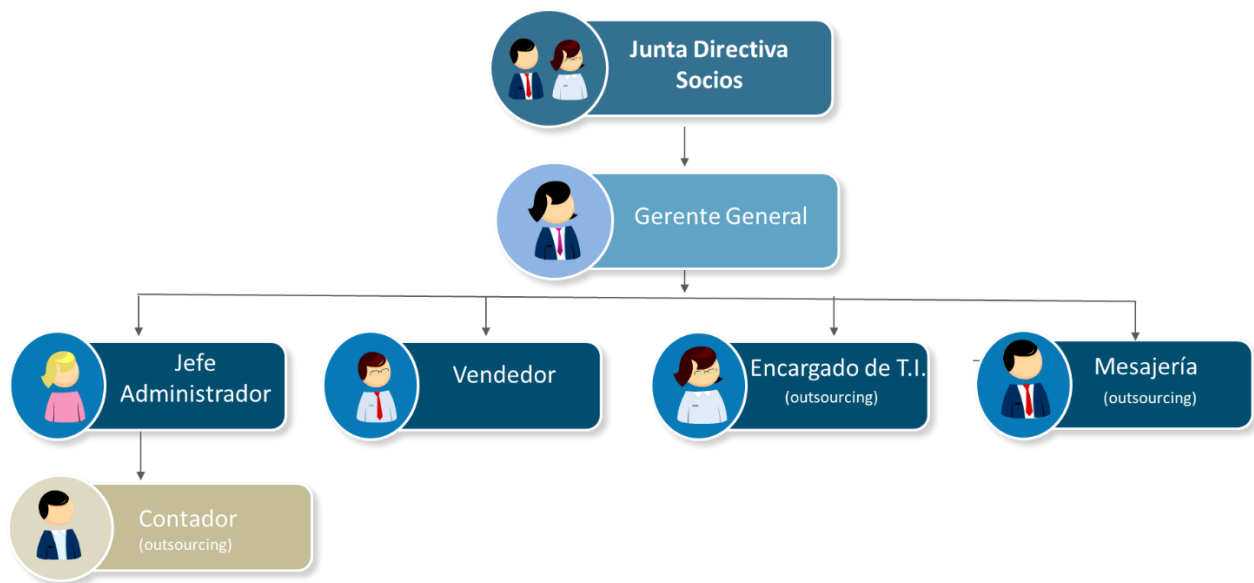 Junta Directiva
Socios
Gerente General
Jefe
Administrador
Vendedor
Encargado de T.I.
(outsourcing)
Mesajería
(outsourcing)
Contador
(outsourcing)